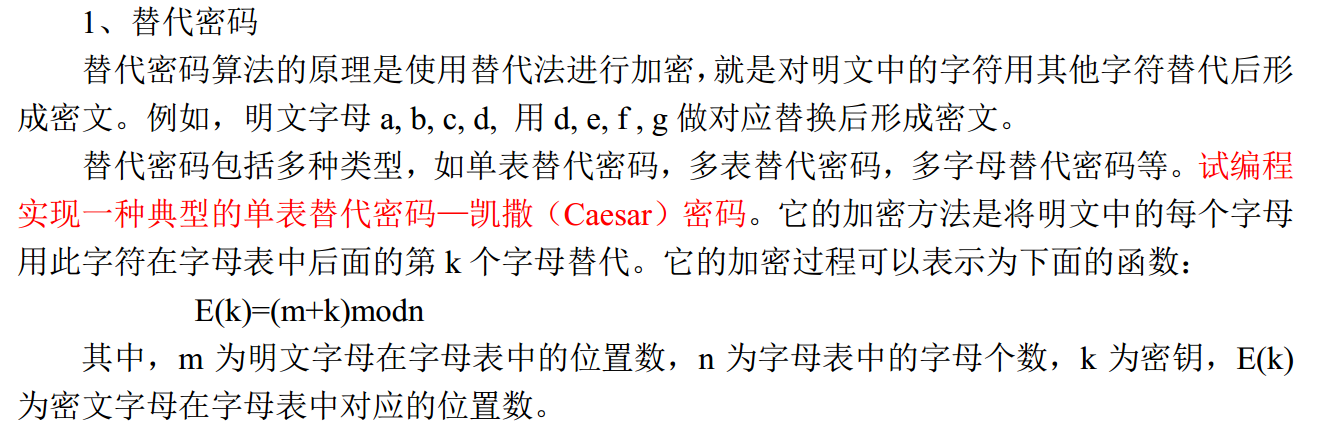 1、替代密码
替代密码算法的原理是使用替代法进行加密，就是对明文中的字符用其他字符替代后形
成密文。例如，明文字母 a, b, c, d, 用 d, e, f , g 做对应替换后形成密文。
替代密码包括多种类型，如单表替代密码，多表替代密码，多字母替代密码等。试编程
实现一种典型的单表替代密码—凯撒（Caesar）密码。它的加密方法是将明文中的每个字母
用此字符在字母表中后面的第 k 个字母替代。它的加密过程可以表示为下面的函数：
E(k)=(m+k)modn
其中，m 为明文字母在字母表中的位置数，n 为字母表中的字母个数，k 为密钥，E(k)
为密文字母在字母表中对应的位置数。